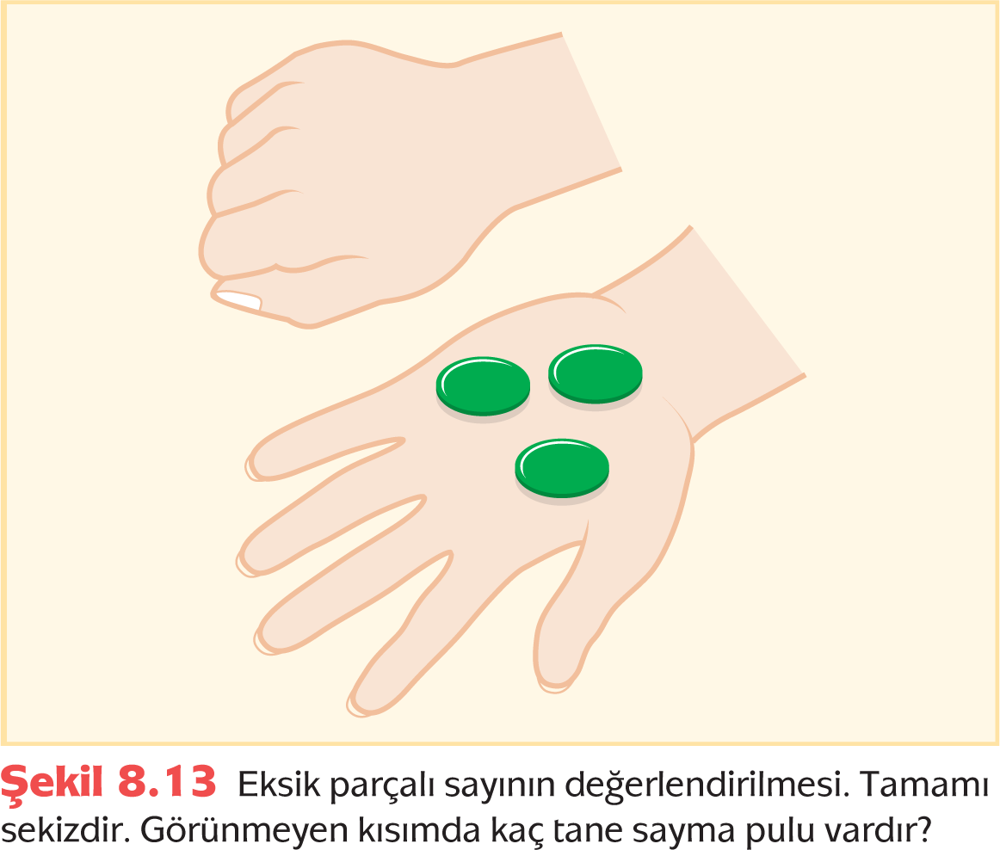 Şekil 8.13 Eksik parçalı sayının değerlendirilmesi. Tamamı
sekizdir. Görünmeyen kısımda kaç tane sayma pulu vardır?